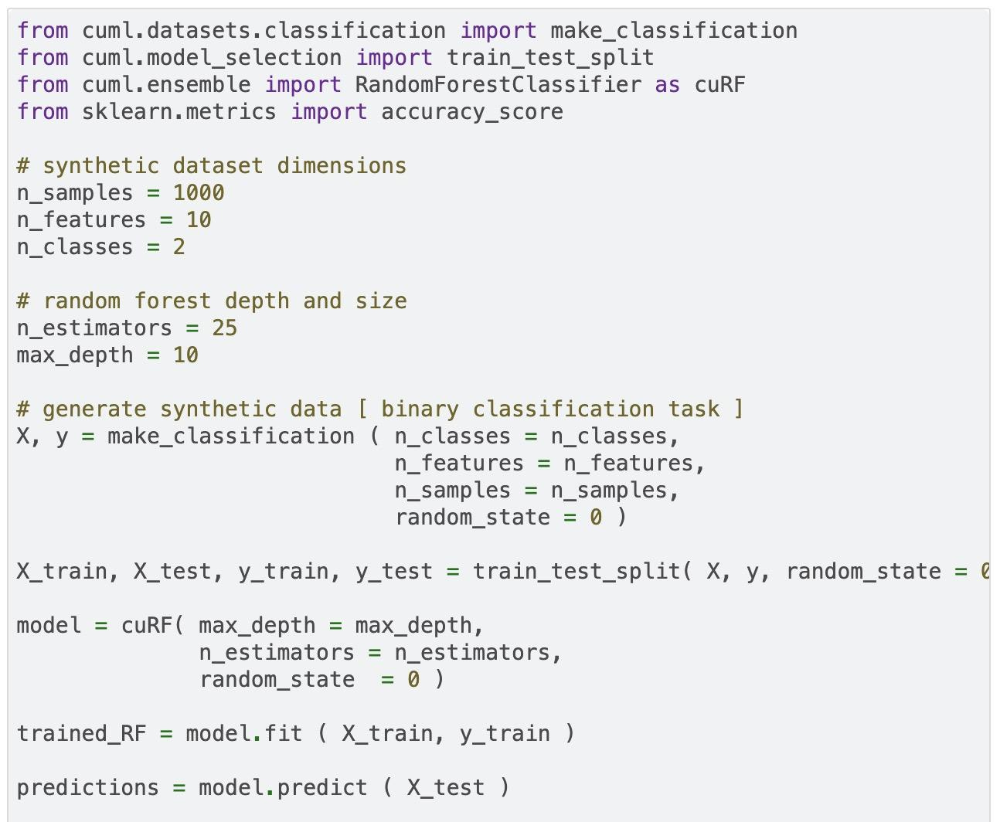 from cuml.datasets.classification import make_classification
from cuml.model_selection import train_test_split
from cuml.ensemble import RandomForestClassifier as cuRF
from sklearn.metrics import accuracy_score
# synthetic dataset dimensions
n_samples = 1000
n_features = 10
n_classes = 2
# random forest depth and size
n_estimators = 25
max_depth = 10
# generate synthetic data [ binary classification task ]
X, y = make_classification ( n_classes = n_classes,
n_features = n_features,
n_samples = n_samples,
random_state = 0 )
X_train, X_test, y_train, y_test = train_test_split( X, y, random_state = 0
model = cuRF( max_depth = max_depth,
n_estimators = n_estimators,
random_state  = 0 )
trained_RF = model.fit ( X_train, y_train )
predictions = model.predict ( X_test )